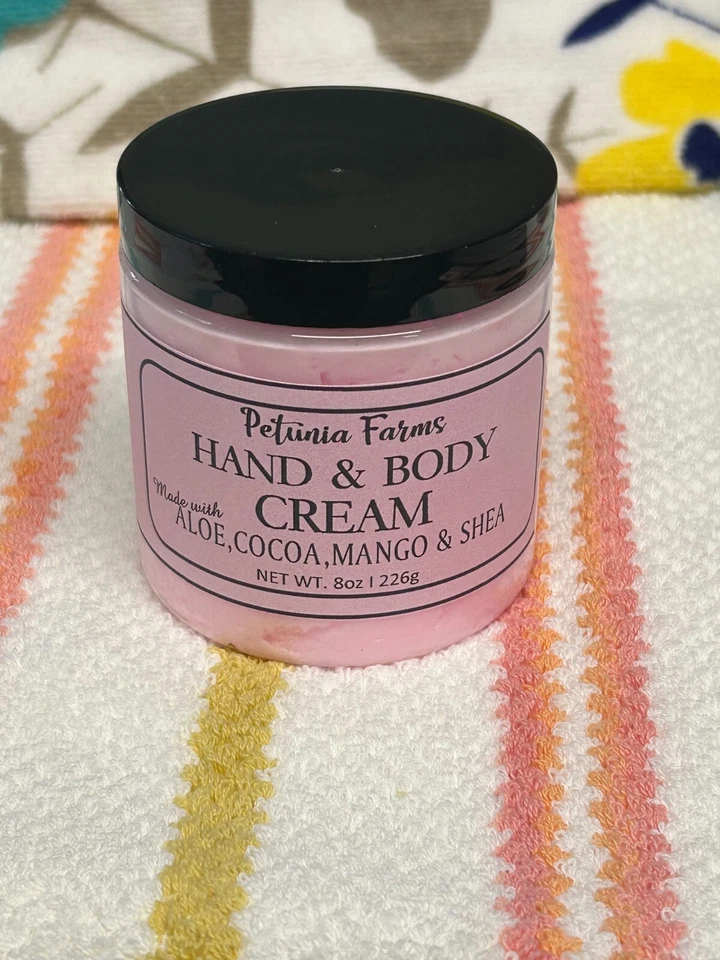 Petunia Farms
HAND & BODY
CREAM
Made with
ALOE,COCOA,MANGO & SHEA
NET WT. 8oz | 226g